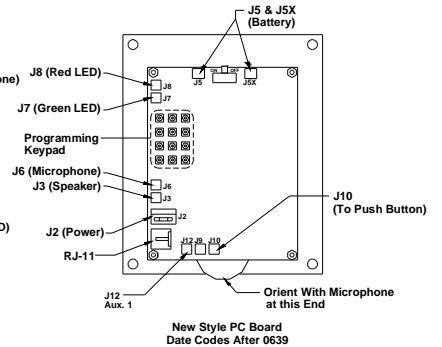 J5 & J5X
(Battery)
one)
J8 (Red LED)
J7 (Green LED)
Programming
Keypad
J6 (Microphone)
J3 (Speaker)
D)
J2 (Power)
RJ-11
J12
Aux. 1
J10
(To Push Button)
Orient With Microphone
at this End
ON OFF
J5 J5X
J8
J7
J6
J3
J2
J12 J9 J10
New Style PC Board
Date Codes After 0639